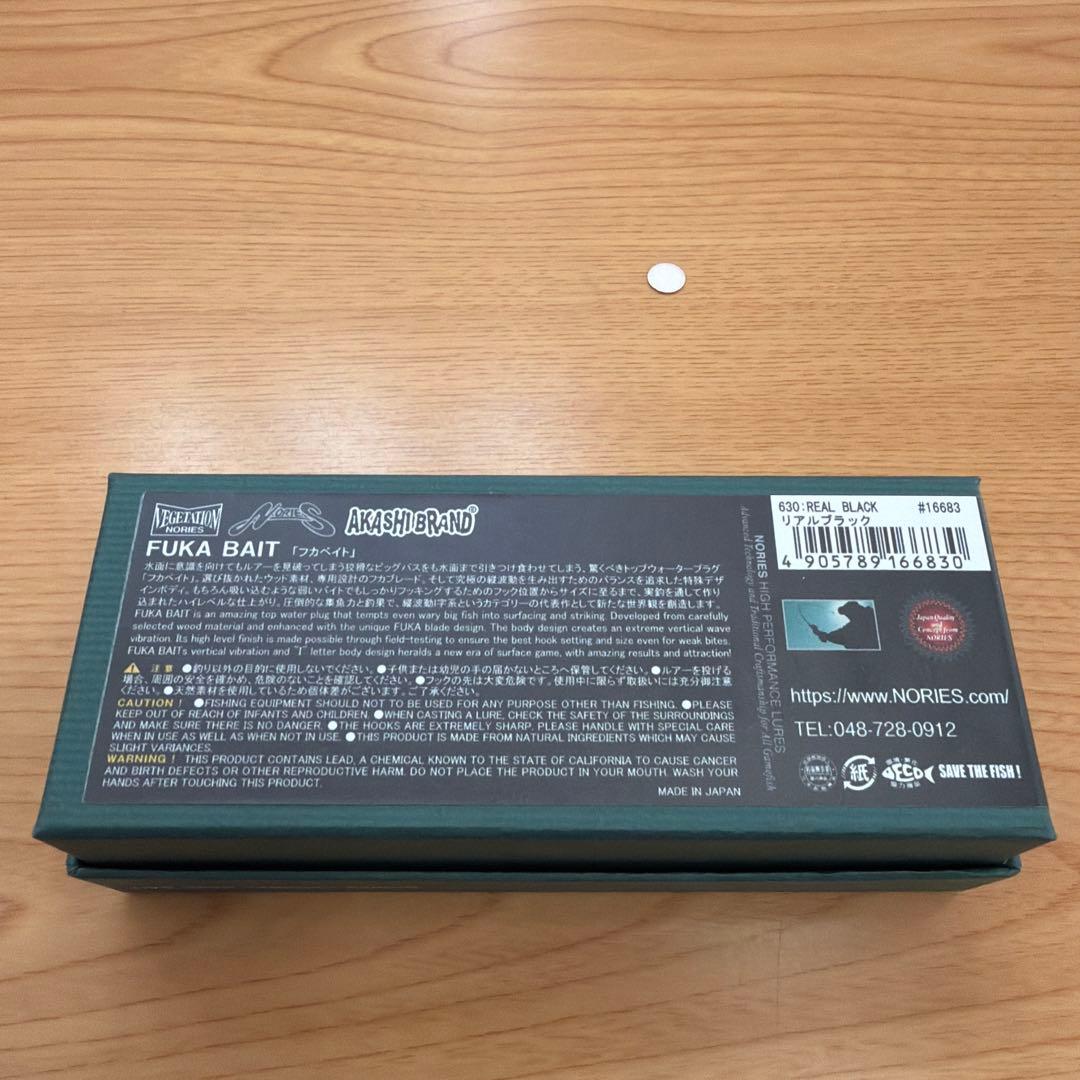 VEGETATION
NORIES
NORIES
AKASHI BRAND®
FUKA BAIT 「フカベイト」
水面に意識を向けてもルアーを見破ってしまう狡猾なビッグバスをも水面まで引きつけ食わせてしまう、驚くべきトップウォータープラグ
「フカベイト」。選び抜かれたウッド素材、専用設計のフカブレード。そして究極の縦波動を生み出すためのバランスを追求した特殊デザ
インボディ。もちろん吸い込むような弱いバイトでもしっかりフッキングするためのフック位置からサイズに至るまで、実釣を通して作り
込まれたハイレベルな仕上がり。圧倒的な集魚力と釣果で、縦波動I字系というカテゴリーの代表作として新たな世界観を創造します。
FUKA BAIT is an amazing top water plug that tempts even wary big fish into surfacing and striking. Developed from carefully
selected wood material and enhanced with the unique FUKA blade design. The body design creates an extreme vertical wave
vibration. Its high level finish is made possible through field-testing to ensure the best hook setting and size even for weak bites.
FUKA BAITs vertical vibration and "I" letter body design heralds a new era of surface game, with amazing results and attraction!
注意 ●釣り以外の目的に使用しないでください。●子供または幼児の手の届かないところへ保管してください。●ルアーを投げる
場合、周囲の安全を確かめ、危険のないことを確認してください。●フックの先は大変危険です。使用中に限らず取扱いには充分御注意
ください。●天然素材を使用しているため個体差がございます。ご了承ください。
CAUTION! ●FISHING EQUIPMENT SHOULD NOT TO BE USED FOR ANY PURPOSE OTHER THAN FISHING. ●PLEASE
KEEP OUT OF REACH OF INFANTS AND CHILDREN. ●WHEN CASTING A LURE, CHECK THE SAFETY OF THE SURROUNDINGS
AND MAKE SURE THERE IS NO DANGER. ●THE HOOKS ARE EXTREMELY SHARP, PLEASE HANDLE WITH SPECIAL CARE
WHEN IN USE AS WELL AS WHEN NOT IN USE. ●THIS PRODUCT IS MADE FROM NATURAL INGREDIENTS WHICH MAY CAUSE
SLIGHT VARIANCES.
WARNING! THIS PRODUCT CONTAINS LEAD, A CHEMICAL KNOWN TO THE STATE OF CALIFORNIA TO CAUSE CANCER
AND BIRTH DEFECTS OR OTHER REPRODUCTIVE HARM. DO NOT PLACE THE PRODUCT IN YOUR MOUTH. WASH YOUR
HANDS AFTER TOUCHING THIS PRODUCT.
MADE IN JAPAN
NORIES HIGH PERFORMANCE LURES
Advanced Technology and Traditional Craftmanship for All Gamefish
630:REAL BLACK #16683
リアルブラック
4 905789 166830
Japan Quality
and
Concept from
NORIES
https://www.NORIES.com/
TEL:048-728-0912
紙
ECO
SAVE THE FISH!